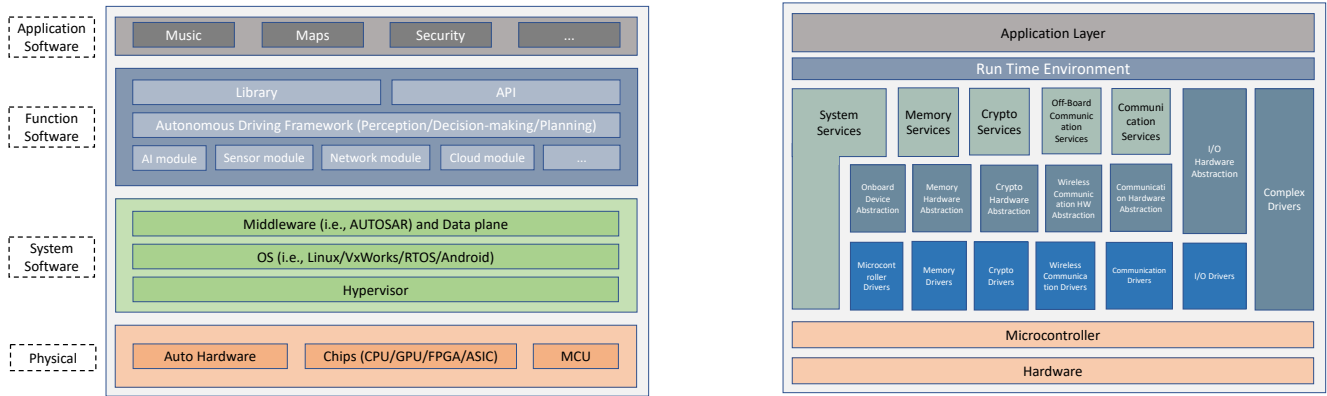 Application
Software
Music
Maps
Security
...
Function
Software
Library
API
Autonomous Driving Framework (Perception/Decision-making/Planning)
AI module
Sensor module
Network module
Cloud module
...
System
Software
Middleware (i.e., AUTOSAR) and Data plane
OS (i.e., Linux/VxWorks/RTOS/Android)
Hypervisor
Physical
Auto Hardware
Chips (CPU/GPU/FPGA/ASIC)
MCU
Application Layer
Run Time Environment
System
Services
Memory
Services
Crypto
Services
Off-Board
Communic
ation
Services
Communi
cation
Services
I/O
Hardware
Abstraction
Complex
Drivers
Onboard
Device
Abstraction
Memory
Hardware
Abstraction
Crypto
Hardware
Abstraction
Wireless
Communic
ation HW
Abstraction
Communicati
on Hardware
Abstraction
Microcont
roller
Drivers
Memory
Drivers
Crypto
Drivers
Wireless
Communica
tion Drivers
Communication
Drivers
I/O Drivers
Microcontroller
Hardware